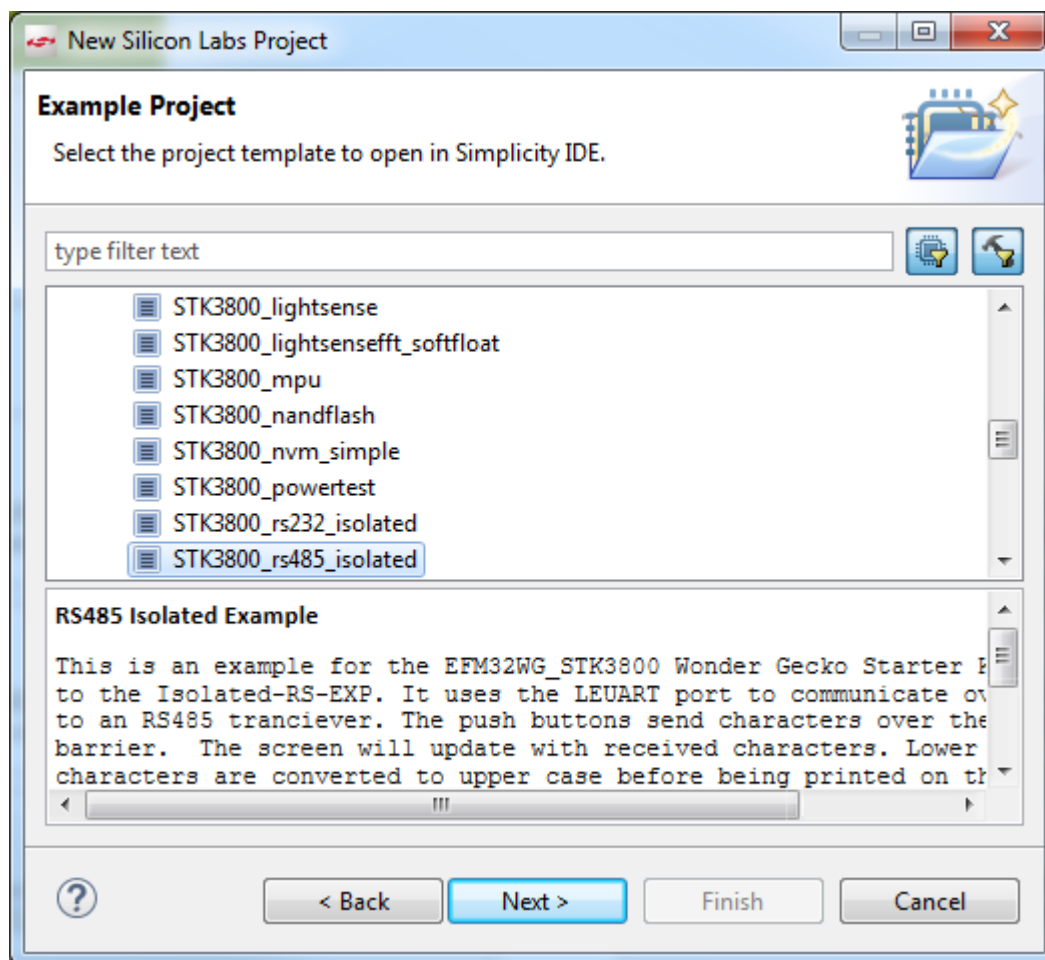 New Silicon Labs Project
Example Project
Select the project template to open in Simplicity IDE.
type filter text
STK3800_lightsense
STK3800_lightsensefft_softfloat
STK3800_mpu
STK3800_nandflash
STK3800_nvm_simple
STK3800_powertest
STK3800_rs232_isolated
STK3800_rs485_isolated
RS485 Isolated Example
This is an example for the EFM32WG_STK3800 Wonder Gecko Starter
to the Isolated-RS-EXP. It uses the LEUART port to communicate
to an RS485 tranciever. The push buttons send characters over the
barrier.  The screen will update with received characters. Lower
characters are converted to upper case before being printed on
?
< Back
Next >
Finish
Cancel